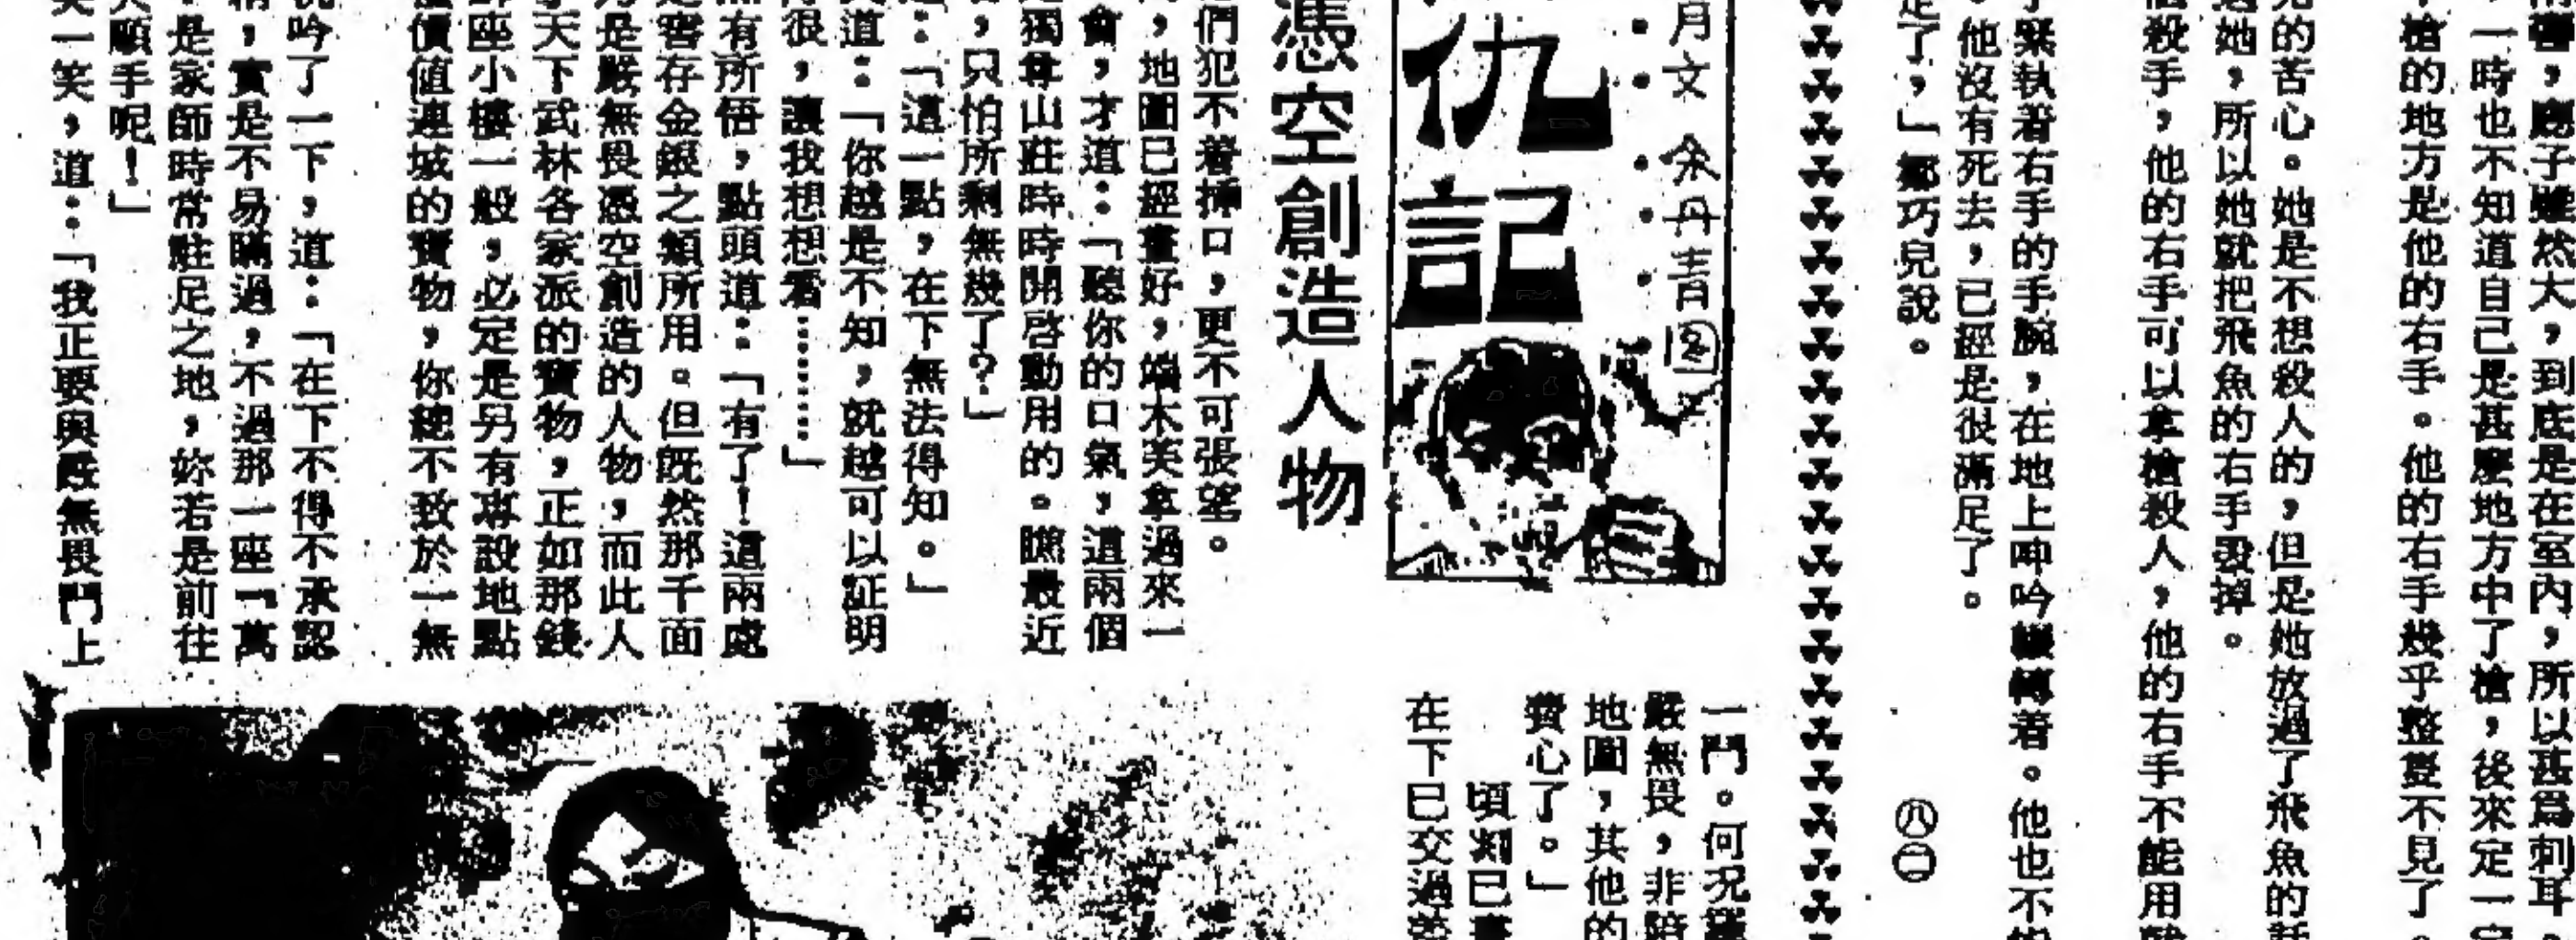 ，應子雖然大，到底是在室內，所以甚爲刺耳。
，一時也不知道自己是甚麼地方中了槍，後來定一定
槍的地方是他的右手。他的右手幾乎整隻不見了。
的苦心。她是不想殺人的，但是她放過了飛魚的話
她，所以她就把飛魚的右手毀掉。
殺手，他的右手可以拿槍殺人，他的右手不能用就
緊執着右手的手腕，在地上呻吟輾轉着。他也不
。他沒有死去，已經是很滿足了。
了，」鄭巧兒說。
㊇㊁
月文
余丹青圖
仇記
憑空創造人物
一門。何况
嚴無畏，非
地圖，其他的
費心了。」
頃刻已畫
在下已交過
們犯不着插口，更不可張望。
，地圖已經畫好，端木芙拿過來一
會，才道：「聽你的口氣，這兩個
獨尊山莊時時開啓動用的。瞧最近
，只怕所剩無幾了？」
：「這一點，在下無法得知。」
道：「你越是不知，就越可以証明
很，讓我想想看………」
有所悟，點頭道：「有了！這兩處
窖存金銀之類所用。但既然那千面
是嚴無畏憑空創造的人物，而此人
天下武林各家派的寶物，正如那錢
座小樓一般，必定是另有專設地點
價值連城的寶物，你總不致於一無
吟了一下，道：「在下不得不承認
，實是不易瞞過，不過那一座『萬
是家師時常駐足之地，妳若是前往
順手呢！」
一笑，道：「我正要與嚴無畏鬥上